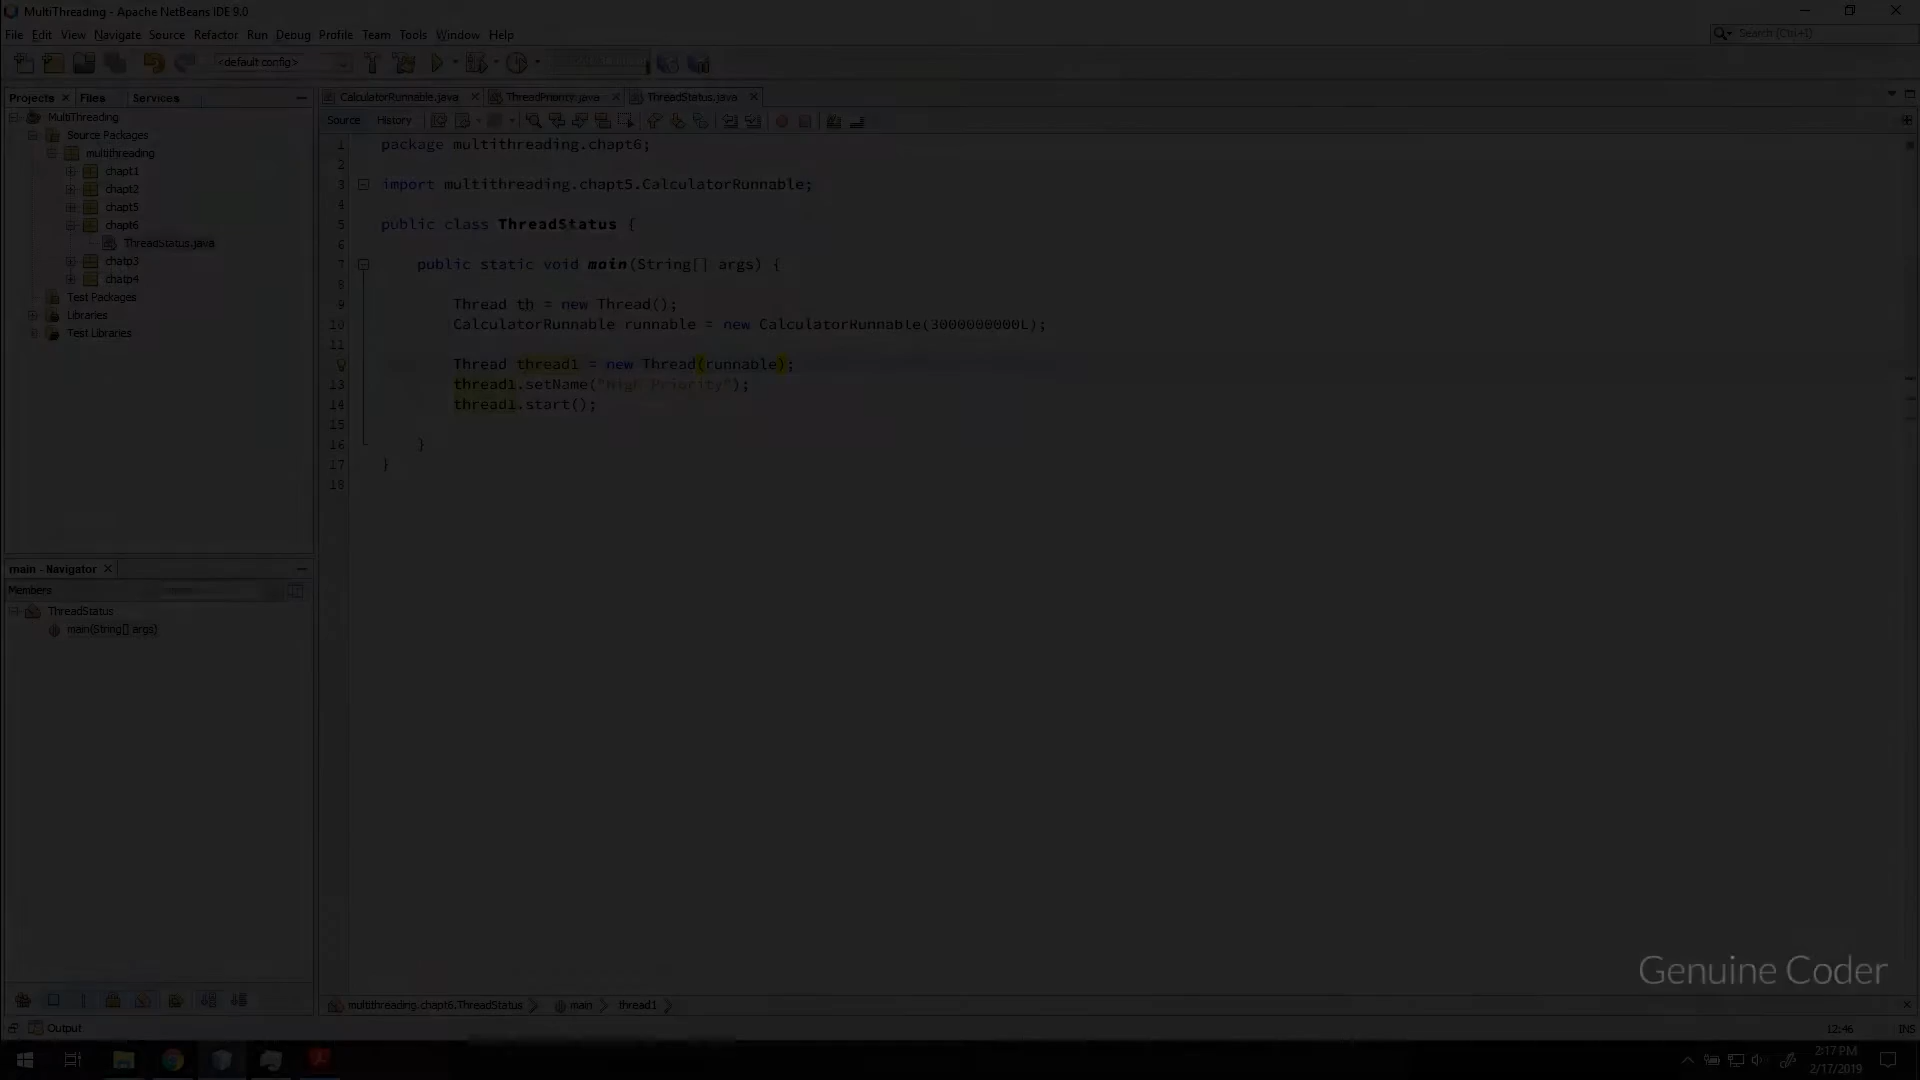 MultiThreading - Apache NetBeans IDE 9.0
File Edit View Navigate Source Refactor Run Debug Profile Team Tools Window Help
Search (Ctrl+I)
<default config>
Projects Files Services
CalculatorRunnable.java ThreadPriority.java ThreadStatus.java
MultiThreading
Source Packages
multithreading
chapt1
chapt2
chapt5
chapt6
ThreadStatus.java
chatp3
chatp4
Test Packages
Libraries
Test Libraries
Source History
1 package multithreading.chapt6;
2
3 import multithreading.chapt5.CalculatorRunnable;
4
5 public class ThreadStatus {
6
7 public static void main(String[] args) {
8
9 Thread th = new Thread();
10 CalculatorRunnable runnable = new CalculatorRunnable(3000000000L);
11
Thread thread1 = new Thread(runnable);
13 thread1.setName("High Priority");
14 thread1.start();
15
16 }
17 }
18
main - Navigator
Members
ThreadStatus
main(String[] args)
Genuine Coder
multithreading.chapt6.ThreadStatus main thread1
Output
12:46 INS
2:17 PM
2/17/2019